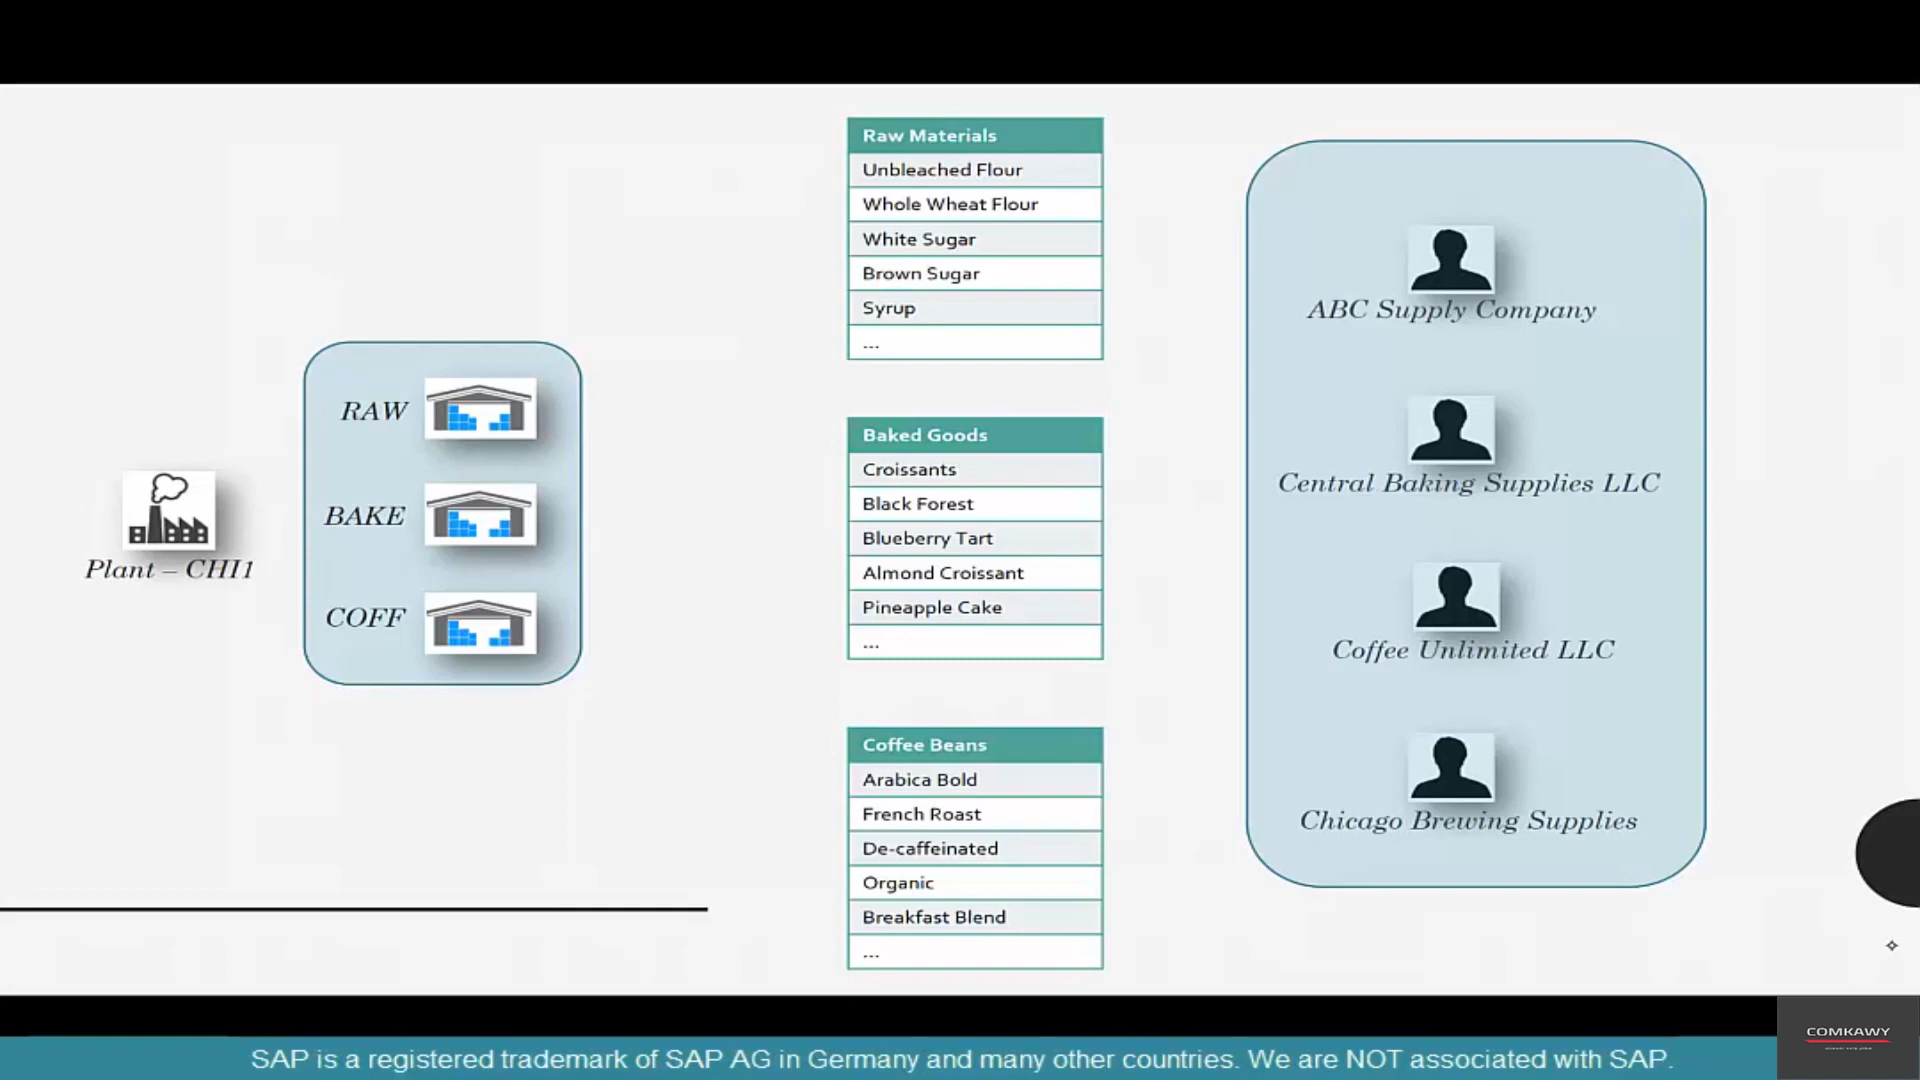 Plant – CHI1
RAW
BAKE
COFF
Raw Materials
Unbleached Flour
Whole Wheat Flour
White Sugar
Brown Sugar
Syrup
...
Baked Goods
Croissants
Black Forest
Blueberry Tart
Almond Croissant
Pineapple Cake
...
Coffee Beans
Arabica Bold
French Roast
De-caffeinated
Organic
Breakfast Blend
...
ABC Supply Company
Central Baking Supplies LLC
Coffee Unlimited LLC
Chicago Brewing Supplies
COMKAWY
SAP is a registered trademark of SAP AG in Germany and many other countries. We are NOT associated with SAP.